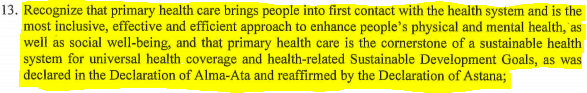 13. Recognize that primary health care brings people into first contact with the health system and is the
most inclusive, effective and efficient approach to enhance people's physical and mental health, as
well as social well-being, and that primary health care is the cornerstone of a sustainable health
system for universal health coverage and health-related Sustainable Development Goals, as was
declared in the Declaration of Alma-Ata and reaffirmed by the Declaration of Astana;